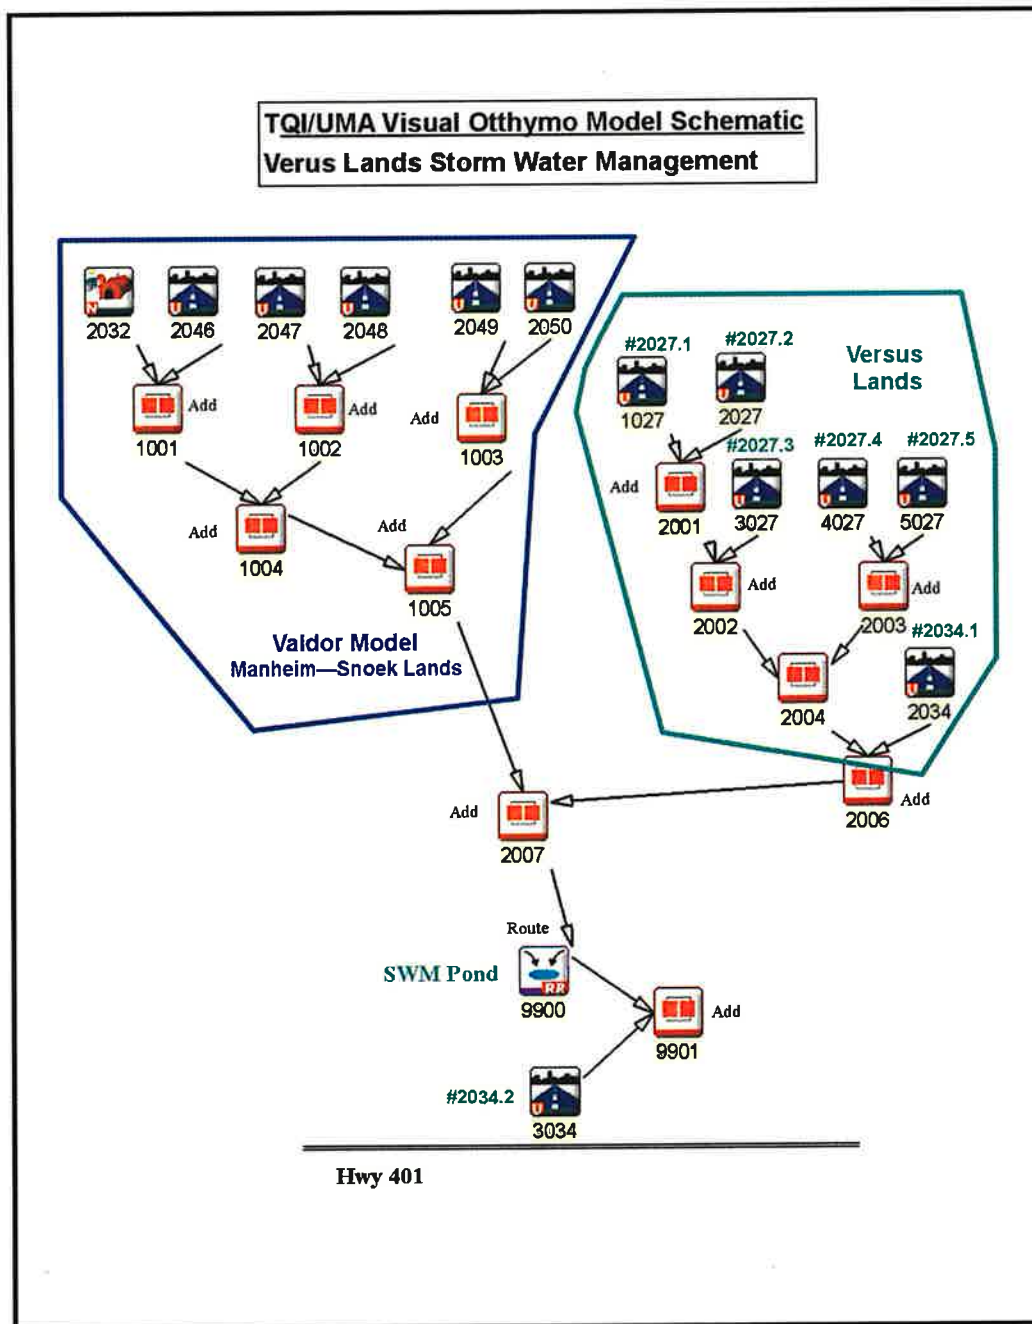 TQI/UMA Visual Otthymo Model Schematic
Verus Lands Storm Water Management
N U U U U U
2032 2046 2047 2048 2049 2050
#2027.1 #2027.2
Versus
Lands
U U
1027 2027
Add Add Add
1001 1002 1003
#2027.3 #2027.4 #2027.5
Add U U U
2001 3027 4027 5027
Add Add
1004 1005
Add Add
2002 2003
Valdor Model
Manheim—Snoek Lands
#2034.1
U
2004 2034
Add Add
2007 2006
Route
SWM Pond RR
9900
Add
9901
#2034.2 U
3034
Hwy 401